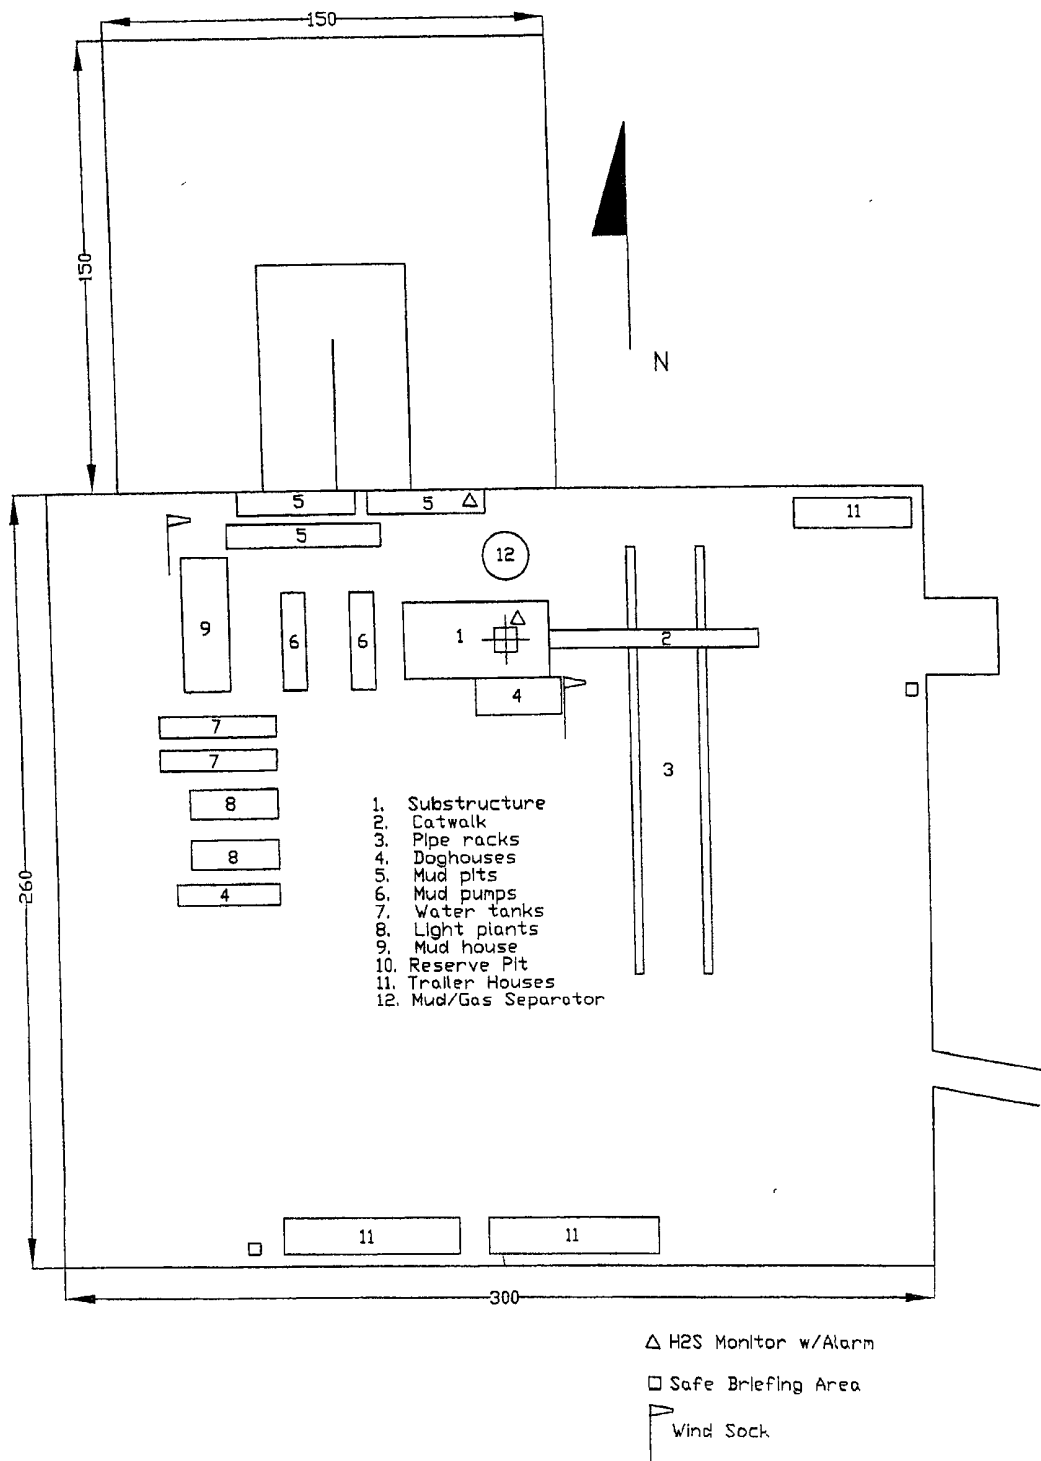 150
150
N
5
5
5
11
12
9
6
6
1
2
4
7
7
3
8
8
4
1. Substructure
2. Catwalk
3. Pipe racks
4. Doghouses
5. Mud pits
6. Mud pumps
7. Water tanks
8. Light plants
9. Mud house
10. Reserve Pit
11. Trailer Houses
12. Mud/Gas Separator
260
11
11
300
H2S Monitor w/Alarm
Safe Briefing Area
Wind Sock